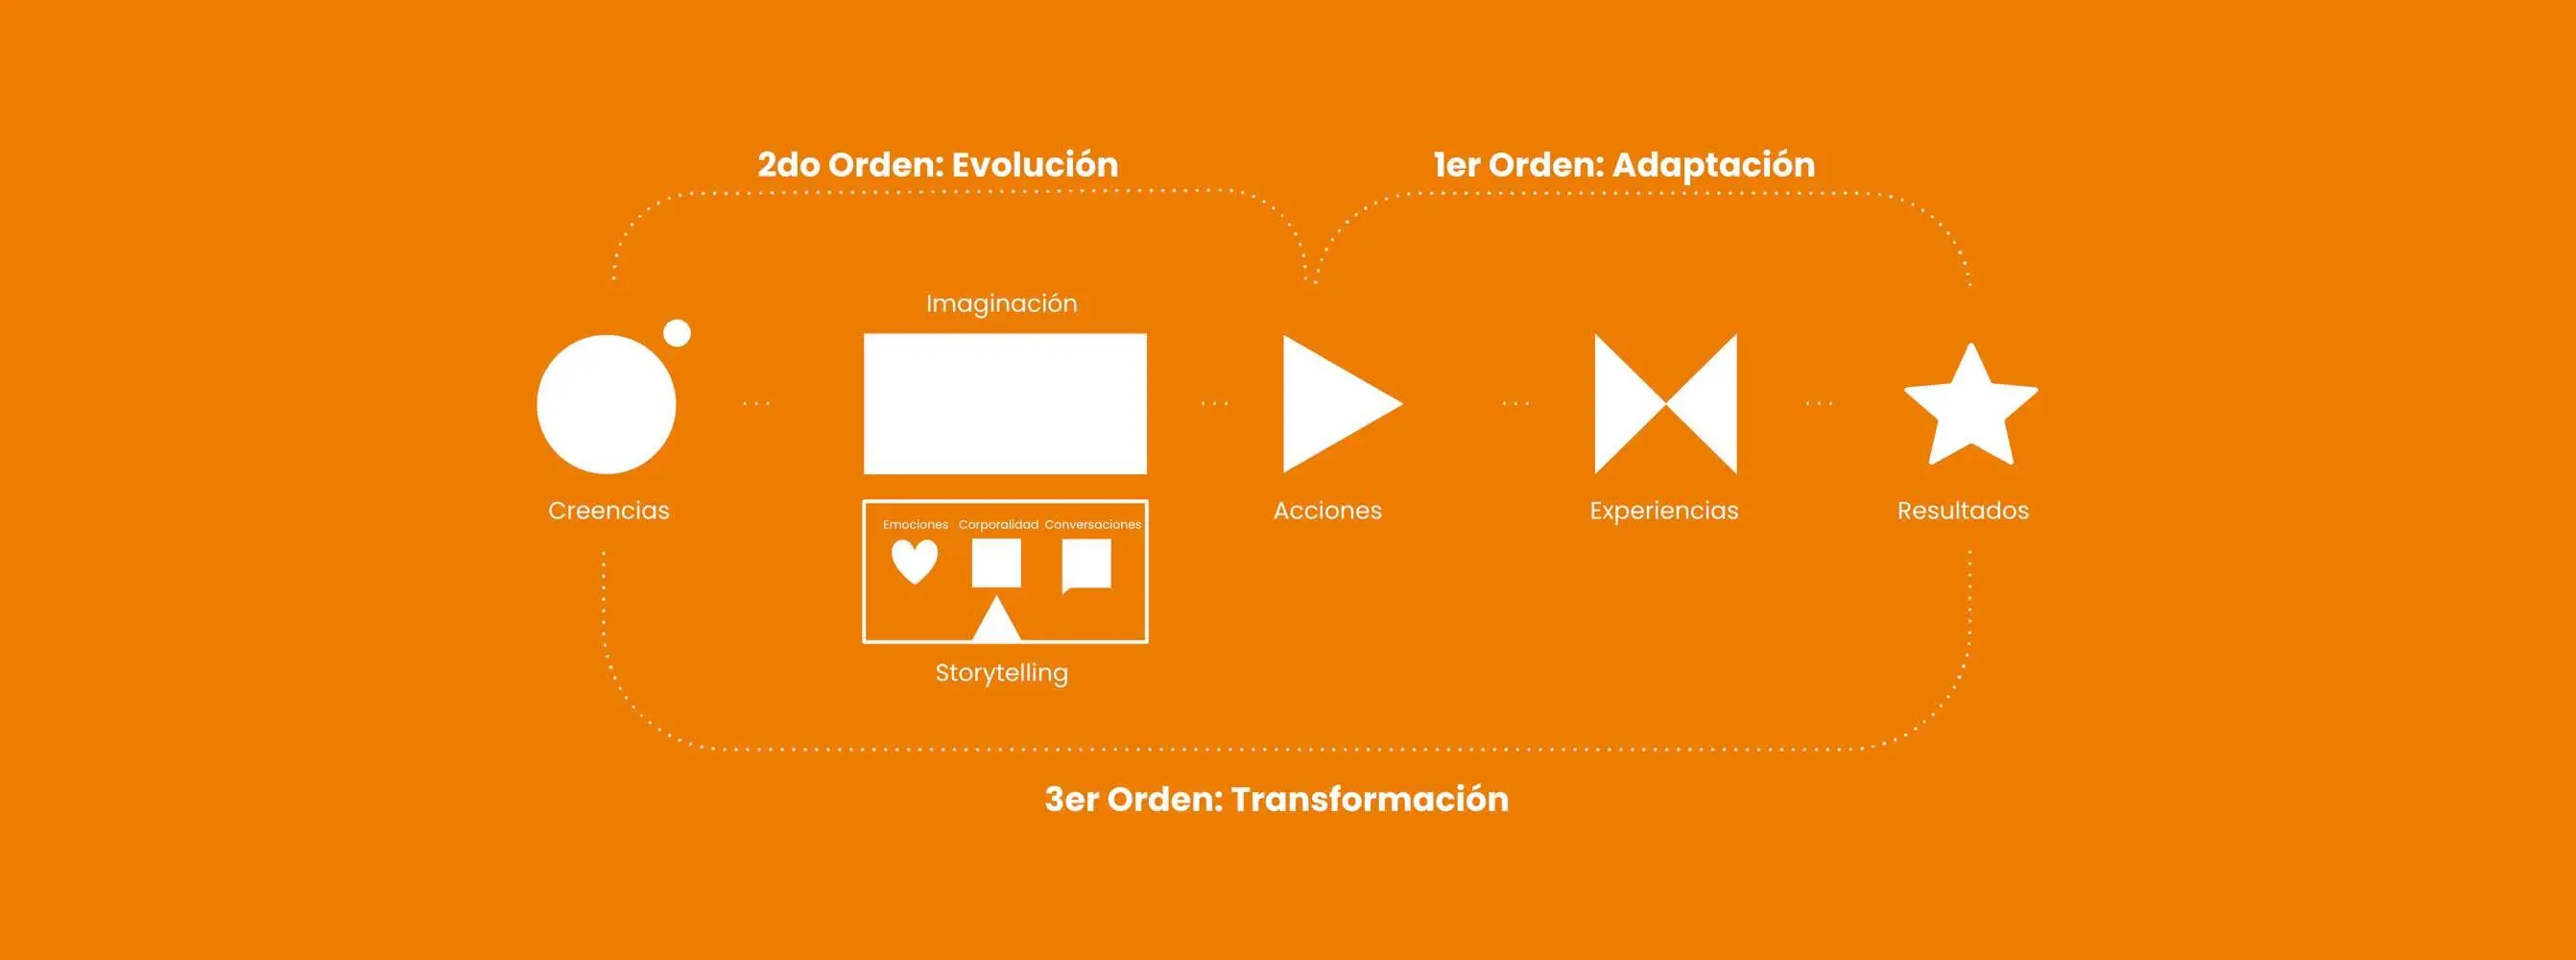 2do Orden: Evolución
1er Orden: Adaptación
Imaginación
Creencias
Emociones Corporalidad Conversaciones
Storytelling
Acciones
Experiencias
Resultados
3er Orden: Transformación